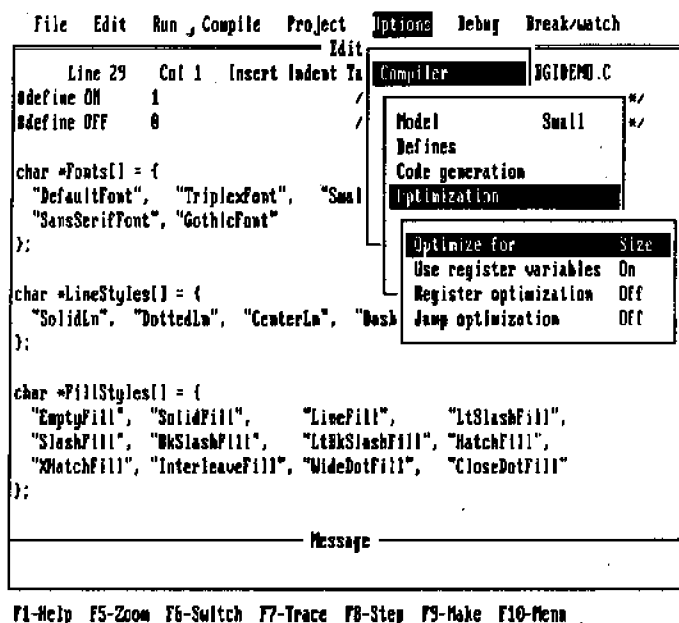 File Edit Run Compile Project Options Debug Break/watch
Edit
Line 29 Col 1 Insert Indent Ta Compiler BGIDEMO.C
#define ON 1 / */
#define OFF 0 / Model Small */
Defines
char *Fonts[] = { Code generation
"DefaultFont", "TriplexFont", "Smal Optimization
"SansSerifFont", "GothicFont"
}; Optimize for Size
Use register variables On
char *LineStyles[] = { Register optimization Off
"SolidLn", "DottedLn", "CenterLn", "Dash Jump optimization Off
};
char *FillStyles[] = {
"EmptyFill", "SolidFill", "LineFill", "LtSlashFill",
"SlashFill", "BkSlashFill", "LtBkSlashFill", "HatchFill",
"XHatchFill", "InterleaveFill", "WideDotFill", "CloseDotFill"
};
Message
F1-Help F5-Zoom F6-Switch F7-Trace F8-Step F9-Make F10-Menu